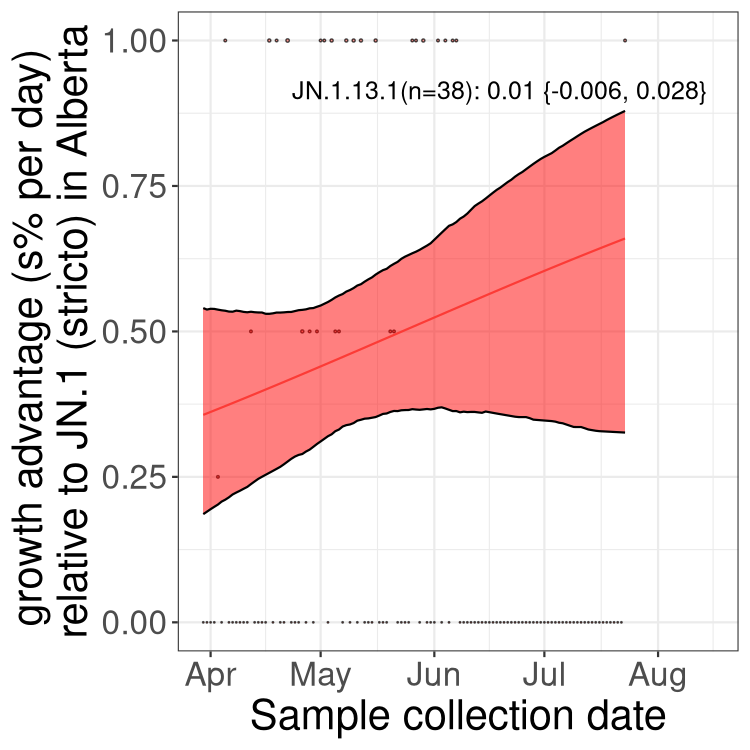 growth advantage (s% per day)
relative to JN.1 (stricto) in Alberta
1.00
0.75
0.50
0.25
0.00
JN.1.13.1(n=38): 0.01 {-0.006, 0.028}
Apr May Jun Jul Aug
Sample collection date